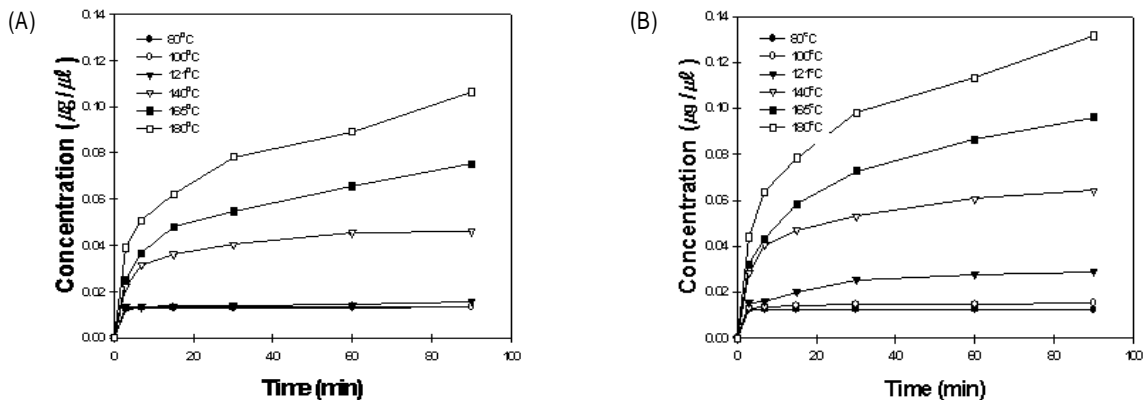 (A)
0.14
0.12
0.10
0.08
0.06
0.04
0.02
0.00
Concentration (㎍/㎕)
80°C
100°C
121°C
140°C
165°C
180°C
0 20 40 60 80 100
Time (min)
(B)
0.14
0.12
0.10
0.08
0.06
0.04
0.02
0.00
Concentration (㎍/㎕)
80°C
100°C
121°C
140°C
165°C
180°C
0 20 40 60 80 100
Time (min)